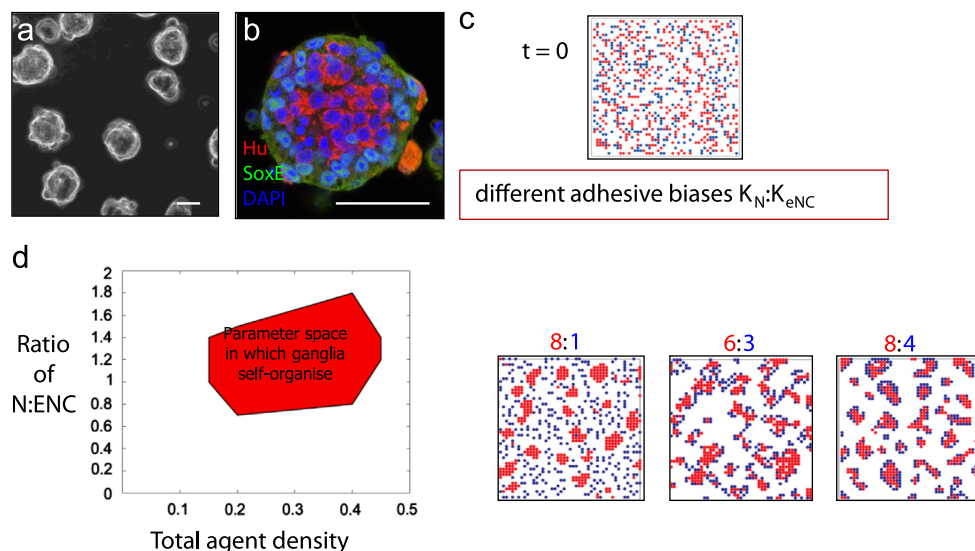 a
b
Hu
SoxE
DAPI
c
t = 0
different adhesive biases K_N:K_eNC
d
2
1.8
1.6
1.4
1.2
1
0.8
0.6
0.4
0.2
0
Ratio
of
N:ENC
Parameter space
in which ganglia
self-organise
0.1 0.2 0.3 0.4 0.5
Total agent density
8:1 6:3 8:4